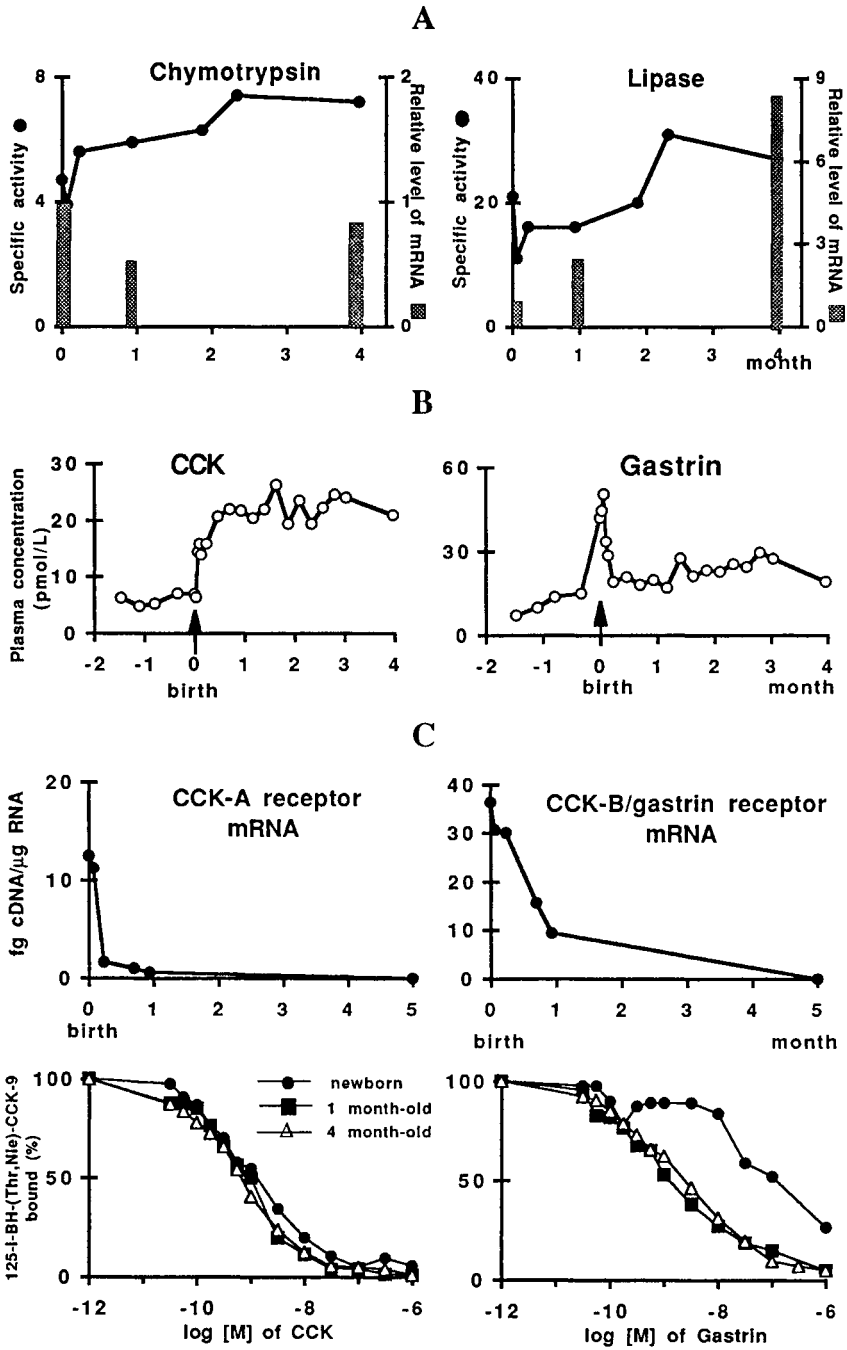 A
Chymotrypsin
Specific activity
8
4
0
Relative level of mRNA
2
1
0
0 1 2 3 4
Lipase
Specific activity
40
20
0
Relative level of mRNA
9
6
3
0
0 1 2 3 4
month
B
CCK
Plasma concentration
(pmol/L)
30
20
10
0
-2 -1 0 1 2 3 4
birth
Gastrin
60
30
0
-2 -1 0 1 2 3 4
birth month
C
CCK-A receptor
mRNA
fg cDNA/µg RNA
20
10
0
0 1 2 3 4 5
birth
CCK-B/gastrin receptor
mRNA
40
30
20
10
0
0 1 2 3 4 5
birth month
125-I-BH-(Thr,Nle)-CCK-9
bound (%)
100
50
0
newborn
1 month-old
4 month-old
-12 -10 -8 -6
log [M] of CCK
100
50
0
-12 -10 -8 -6
log [M] of Gastrin